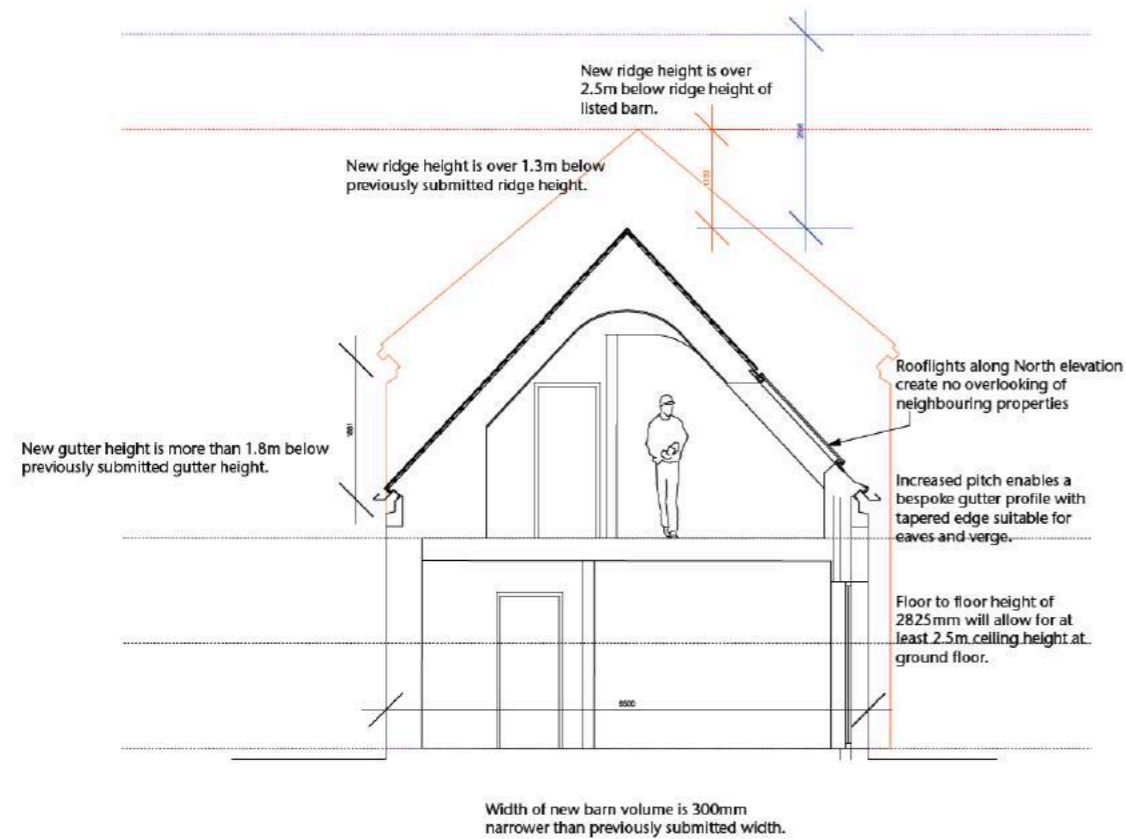 New ridge height is over
2.5m below ridge height of
listed barn.
New ridge height is over 1.3m below
previously submitted ridge height.
Rooflights along North elevation
create no overlooking of
neighbouring properties
New gutter height is more than 1.8m below
previously submitted gutter height.
Increased pitch enables a
bespoke gutter profile with
tapered edge suitable for
eaves and verge.
Floor to floor height of
2825mm will allow for at
least 2.5m ceiling height at
ground floor.
Width of new barn volume is 300mm
narrower than previously submitted width.